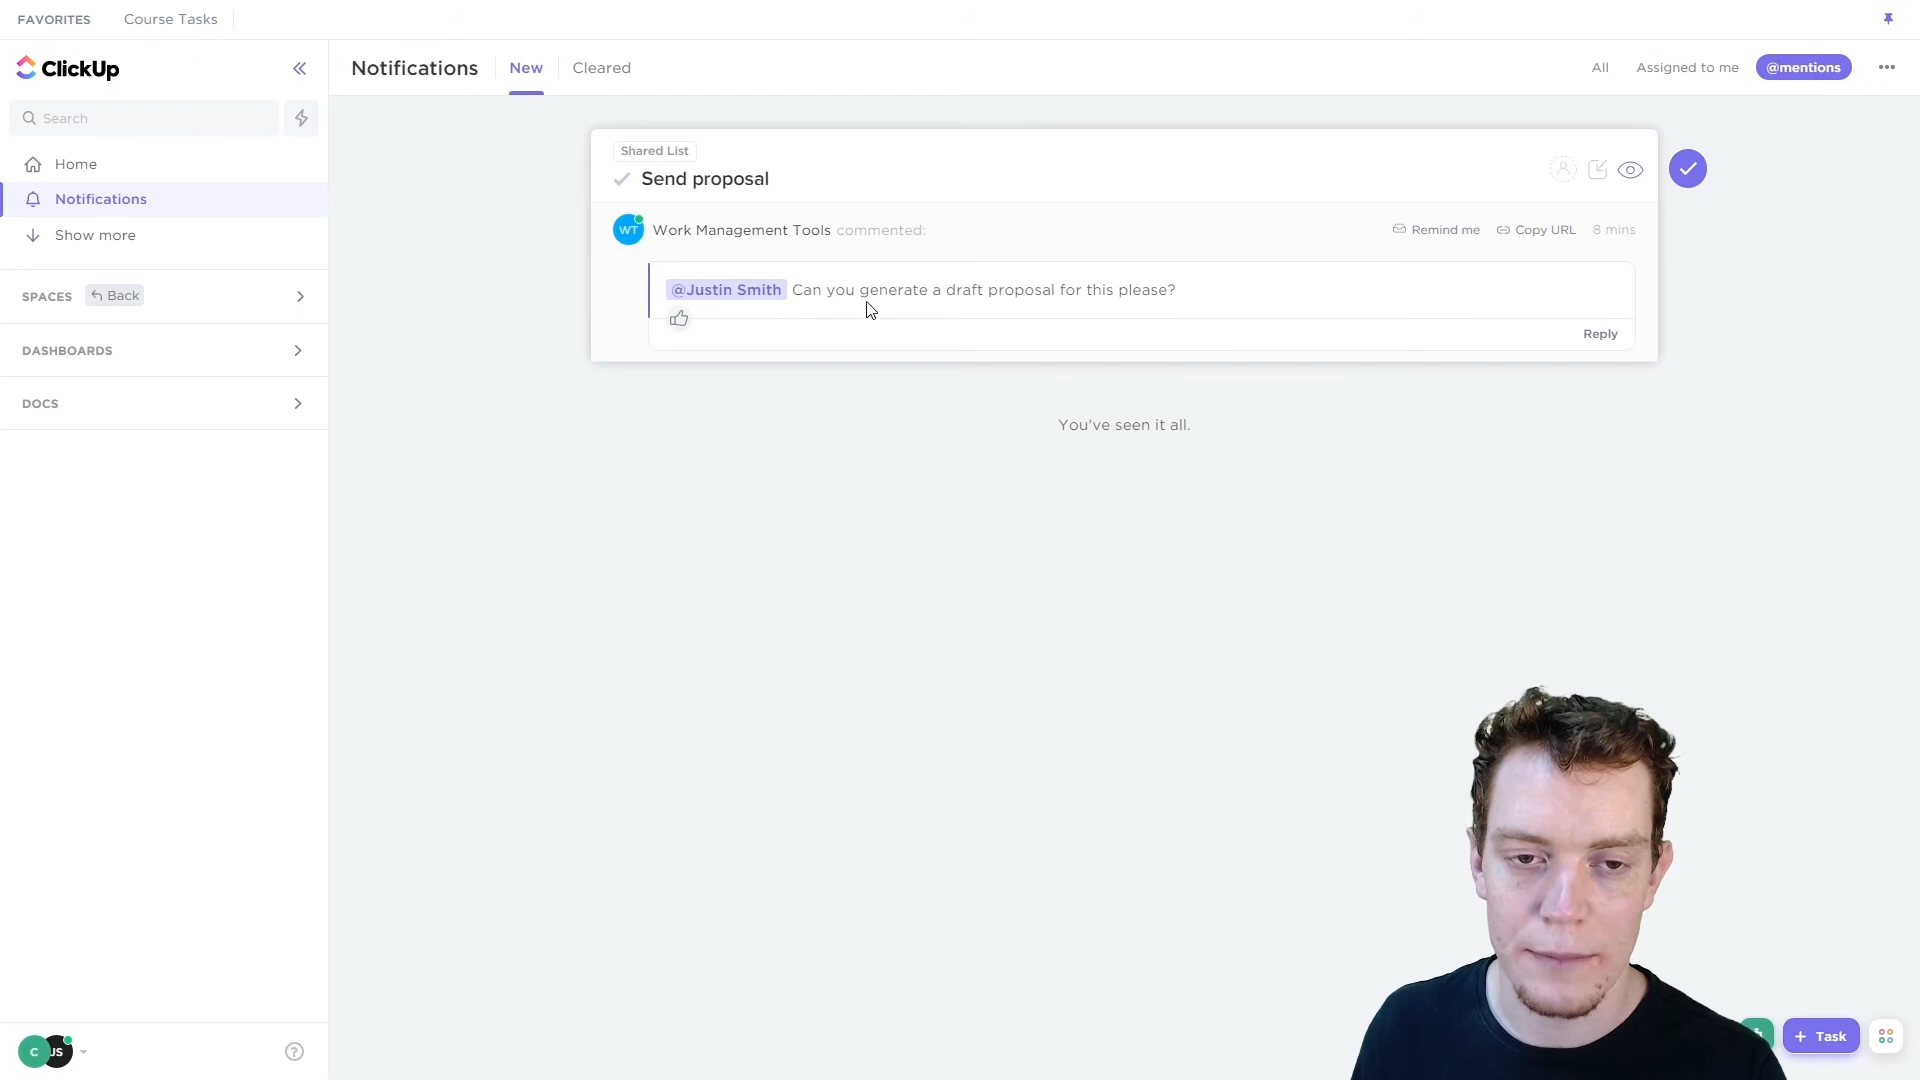 FAVORITES Course Tasks
ClickUp
Notifications New Cleared All Assigned to me @mentions
Search
Home
Notifications
Show more
SPACES Back
DASHBOARDS
DOCS
Shared List
Send proposal
WT Work Management Tools commented: Remind me Copy URL 8 mins
@Justin Smith Can you generate a draft proposal for this please?
Reply
You've seen it all.
C JS
+ Task